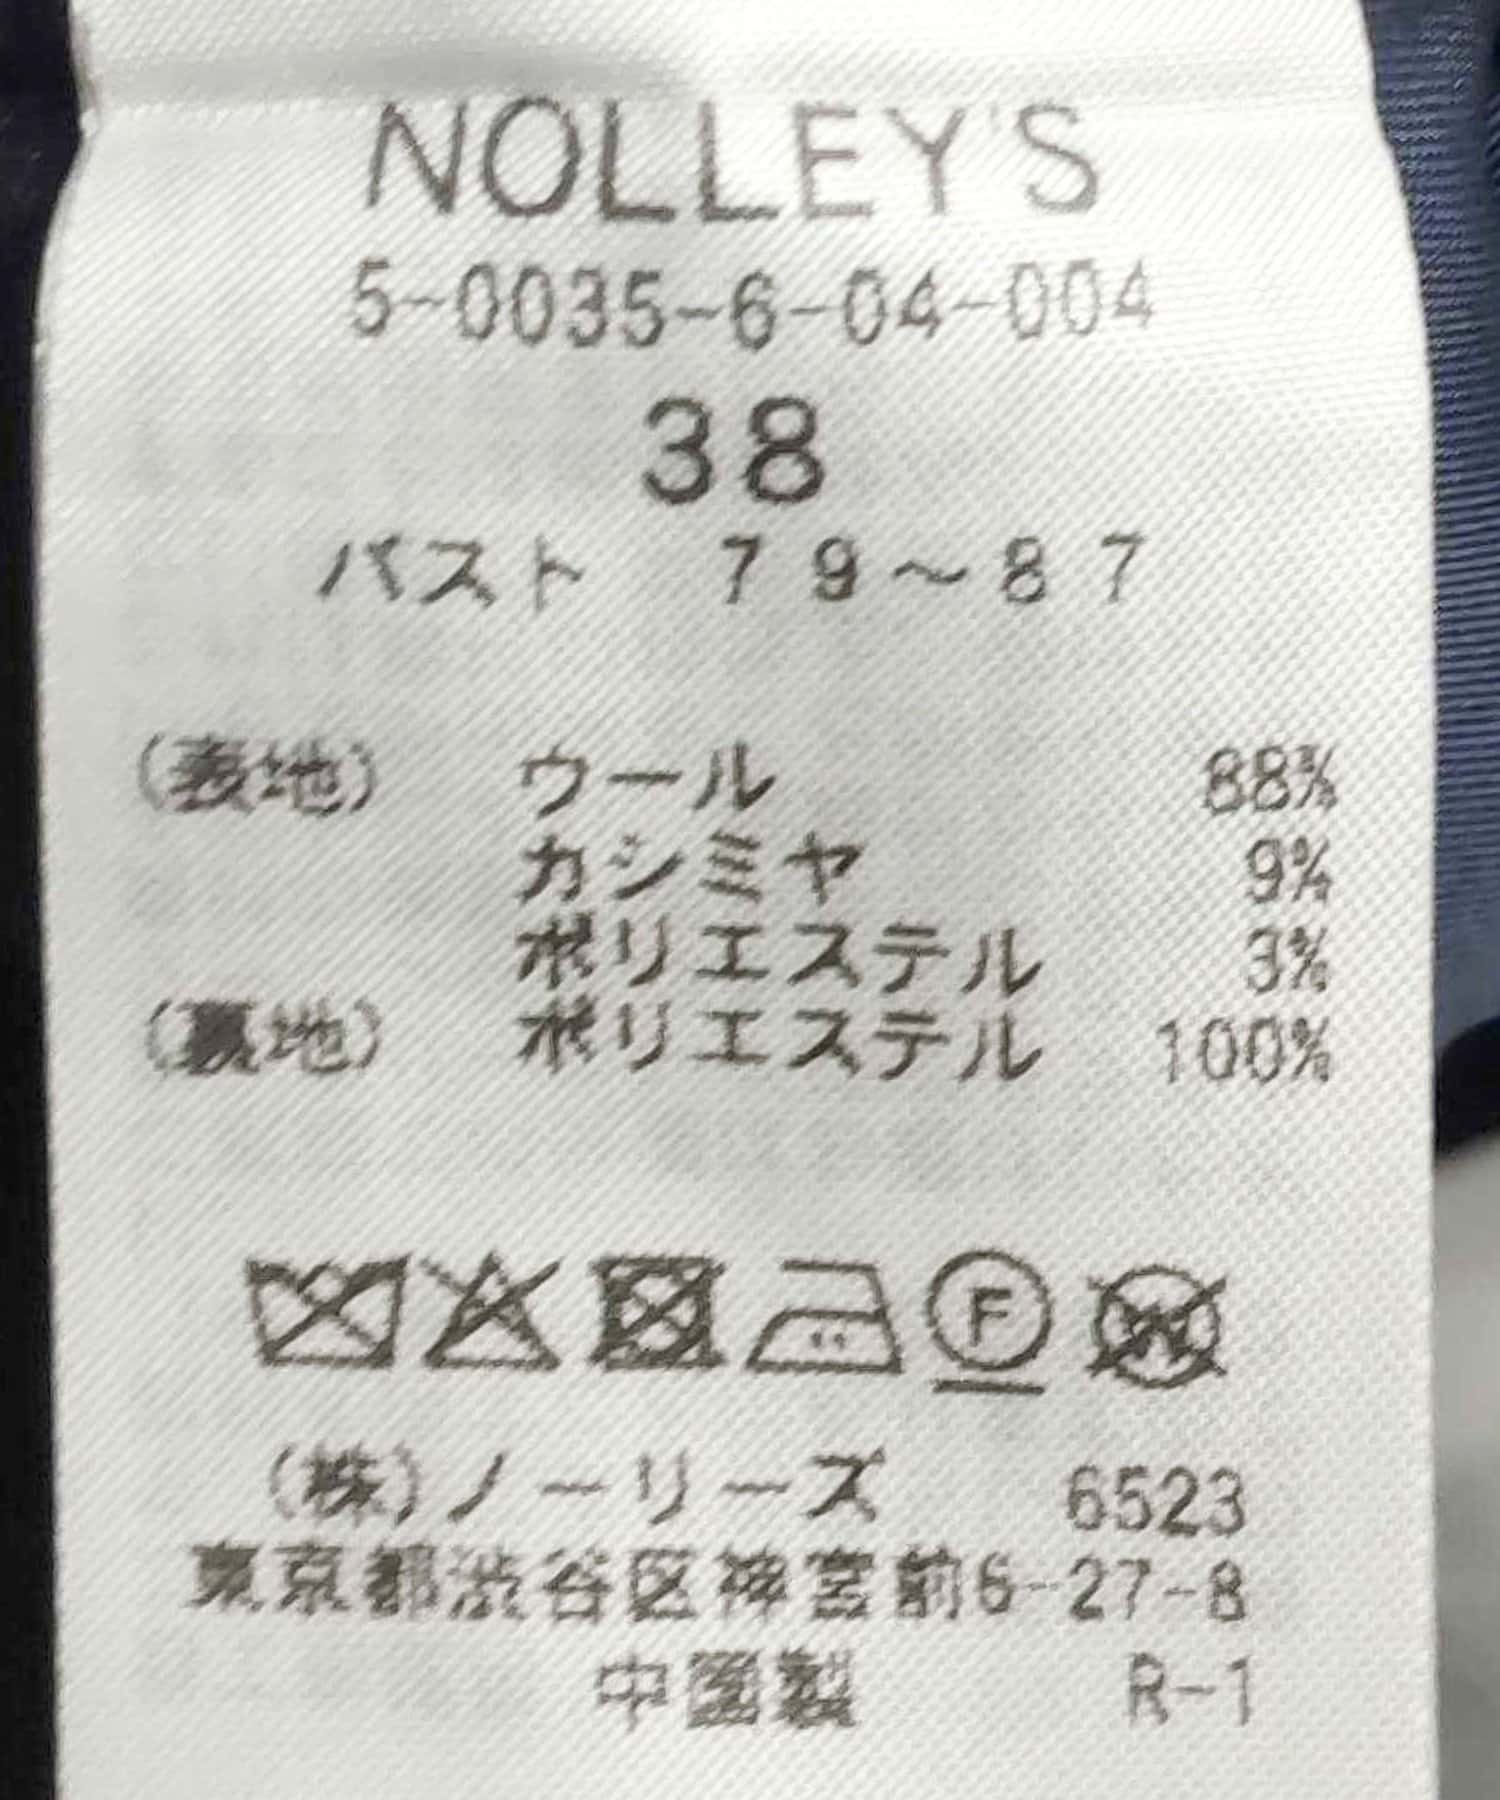 NOLLEY'S
5-0035-6-04-004
38
バスト 79～87
(表地) ウール 88%
カシミヤ 9%
ポリエステル 3%
(裏地) ポリエステル 100%
F
W
(株)ノーリーズ 6523
東京都渋谷区神宮前6-27-8
中国製 R-1